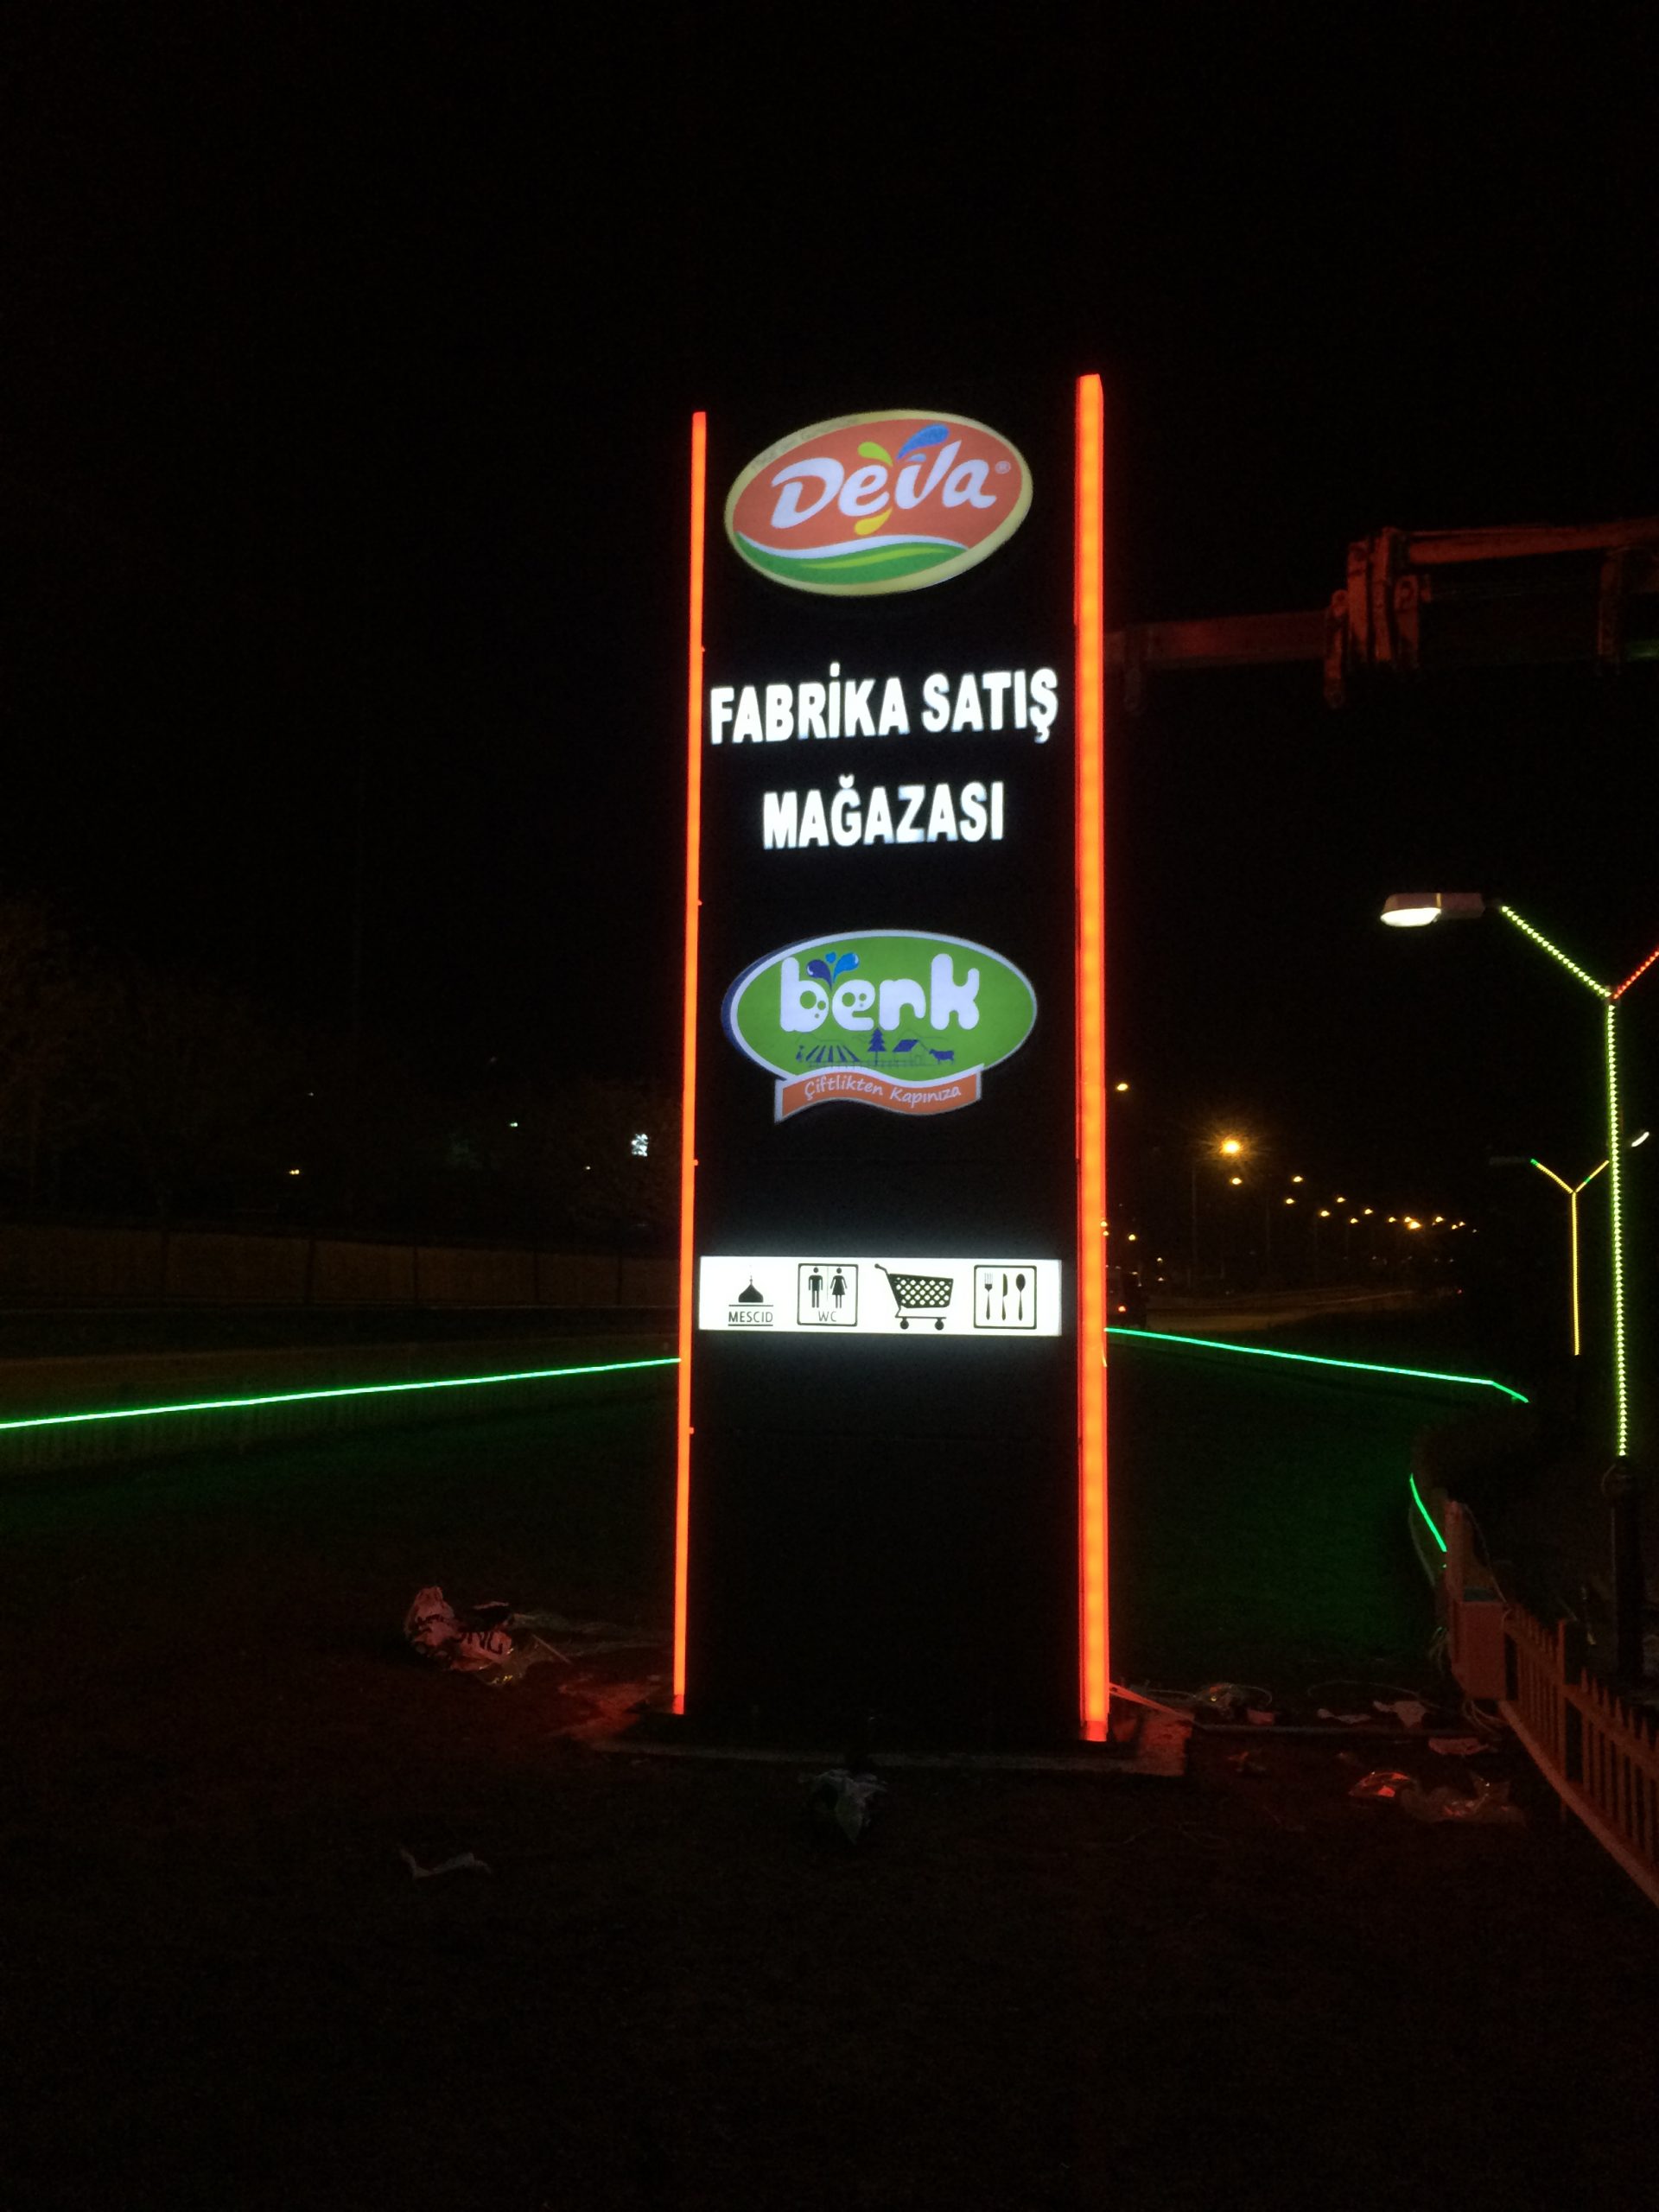 Deva®
FABRİKA SATIŞ
MAĞAZASI
berk
Çiftlikten Kapınıza
MESCID
WC